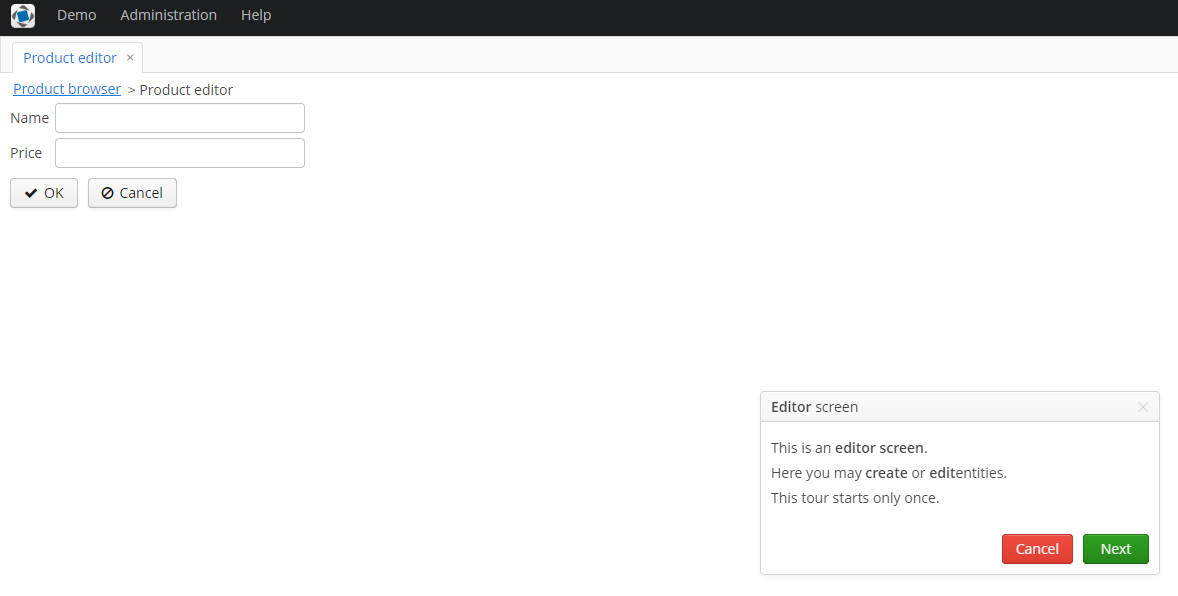 Demo Administration Help
Product editor ×
Product browser > Product editor
Name
Price
OK Cancel
Editor screen
This is an editor screen.
Here you may create or editentities.
This tour starts only once.
Cancel Next